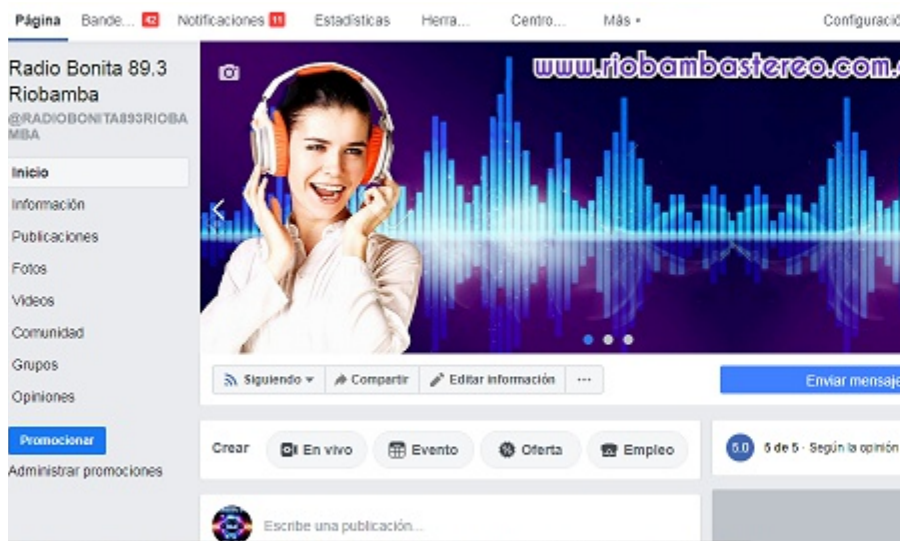 Página Bande... 42 Notificaciones 11 Estadísticas Herra... Centro... Más Configuració
Radio Bonita 89.3
Riobamba
@RADIOBONITA893RIOBA
MBA
www.riobambastereo.com.
Inicio
Información
Publicaciones
Fotos
Videos
Comunidad
Grupos
Opiniones
Siguiendo Compartir Editar información ... Enviar mensaje
Promocionar
Administrar promociones
Crear En vivo Evento Oferta Empleo
5.0 5 de 5 · Según la opinión
Escribe una publicación...